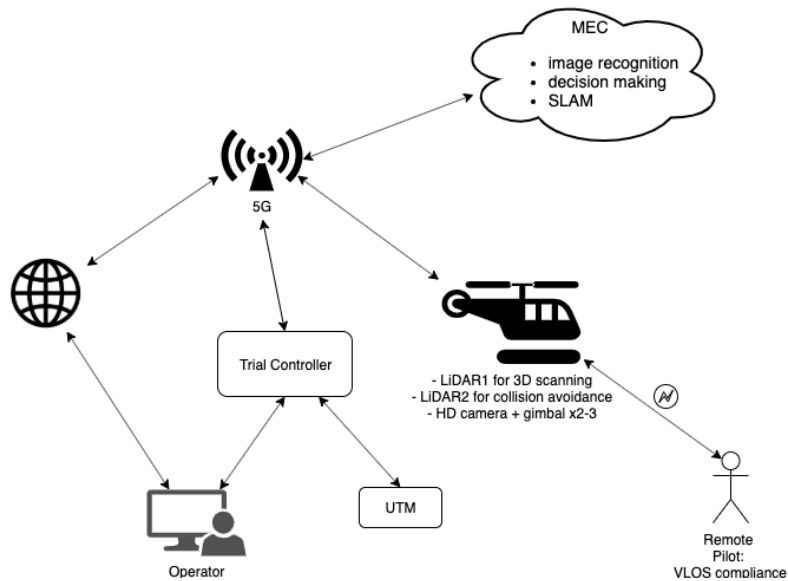 MEC
• image recognition
• decision making
• SLAM
5G
Trial Controller
- LiDAR1 for 3D scanning
- LiDAR2 for collision avoidance
- HD camera + gimbal x2-3
UTM
Operator
Remote
Pilot:
VLOS compliance